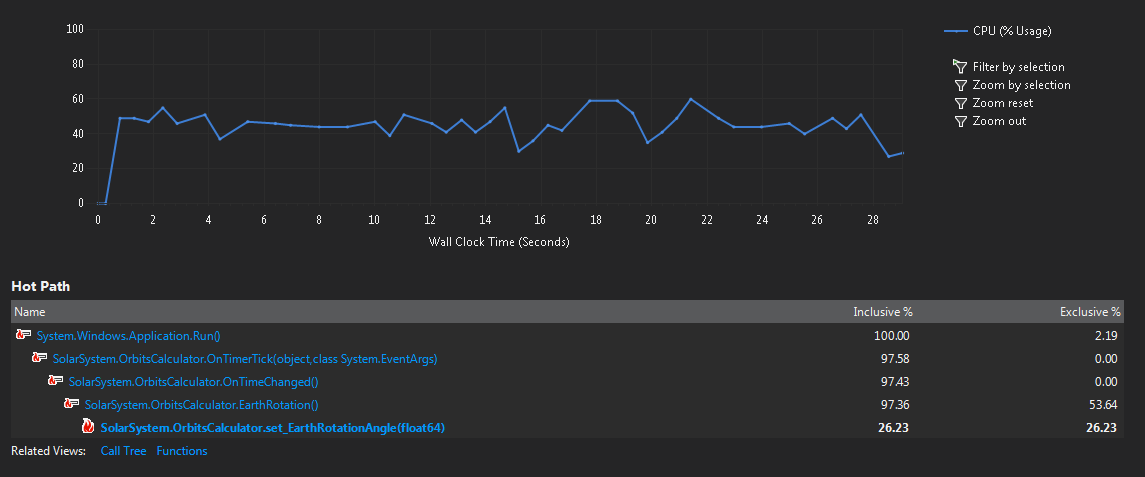 100
CPU (% Usage)
80
Filter by selection
Zoom by selection
60
Zoom reset
Zoom out
40
20
0
0 2 4 6 8 10 12 14 16 18 20 22 24 26 28
Wall Clock Time (Seconds)
Hot Path
Name Inclusive % Exclusive %
System.Windows.Application.Run() 100.00 2.19
SolarSystem.OrbitsCalculator.OnTimerTick(object,class System.EventArgs) 97.58 0.00
SolarSystem.OrbitsCalculator.OnTimeChanged() 97.43 0.00
SolarSystem.OrbitsCalculator.EarthRotation() 97.36 53.64
SolarSystem.OrbitsCalculator.set_EarthRotationAngle(float64) 26.23 26.23
Related Views: Call Tree Functions